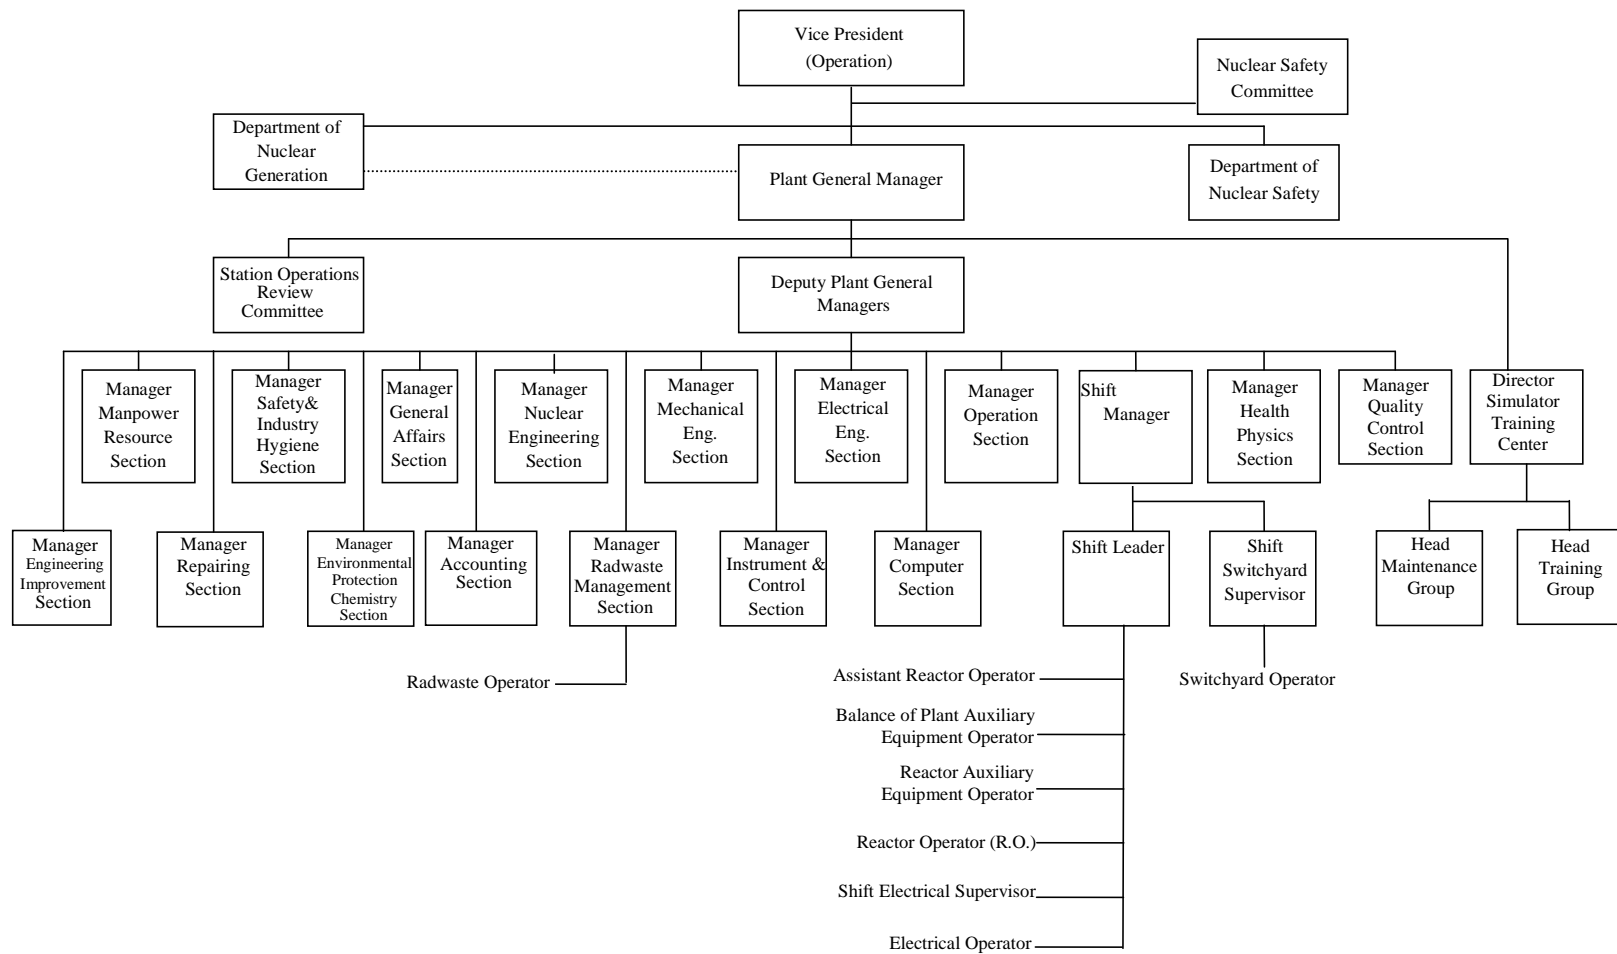 Vice President
(Operation)
Nuclear Safety
Committee
Department of
Nuclear
Generation
Plant General Manager
Department of
Nuclear Safety
Station Operations
Review
Committee
Deputy Plant General
Managers
Manager
Manpower
Resource
Section
Manager
Safety&
Industry
Hygiene
Section
Manager
General
Affairs
Section
Manager
Nuclear
Engineering
Section
Manager
Mechanical
Eng.
Section
Manager
Electrical
Eng.
Section
Manager
Operation
Section
Shift
Manager
Manager
Health
Physics
Section
Manager
Quality
Control
Section
Director
Simulator
Training
Center
Manager
Engineering
Improvement
Section
Manager
Repairing
Section
Manager
Environmental
Protection
Chemistry
Section
Manager
Accounting
Section
Manager
Radwaste
Management
Section
Manager
Instrument &
Control
Section
Manager
Computer
Section
Shift Leader
Shift
Switchyard
Supervisor
Head
Maintenance
Group
Head
Training
Group
Radwaste Operator
Assistant Reactor Operator
Switchyard Operator
Balance of Plant Auxiliary
Equipment Operator
Reactor Auxiliary
Equipment Operator
Reactor Operator (R.O.)
Shift Electrical Supervisor
Electrical Operator